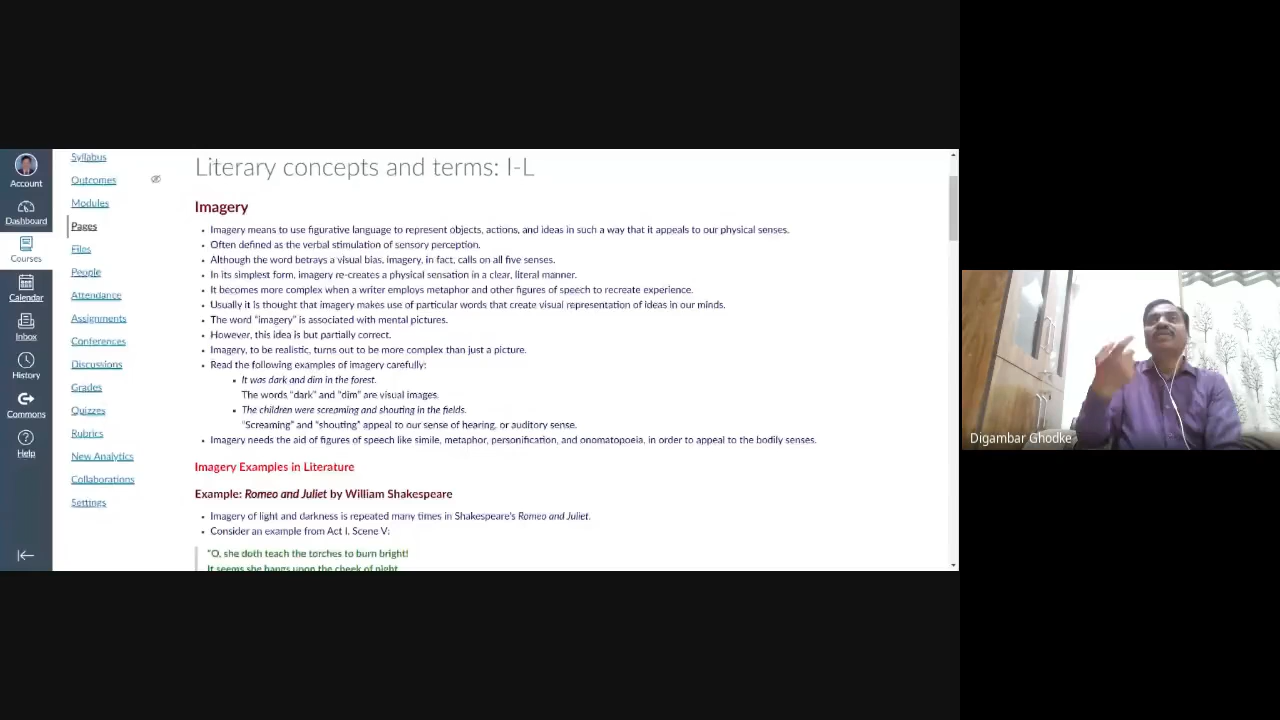 Account
Dashboard
Courses
Calendar
Inbox
History
Commons
Help
Syllabus
Outcomes
Modules
Pages
Files
People
Attendance
Assignments
Conferences
Discussions
Grades
Quizzes
Rubrics
New Analytics
Collaborations
Settings
Literary concepts and terms: I-L
Imagery
• Imagery means to use figurative language to represent objects, actions, and ideas in such a way that it appeals to our physical senses.
• Often defined as the verbal stimulation of sensory perception.
• Although the word betrays a visual bias, imagery, in fact, calls on all five senses.
• In its simplest form, imagery re-creates a physical sensation in a clear, literal manner.
• It becomes more complex when a writer employs metaphor and other figures of speech to recreate experience.
• Usually it is thought that imagery makes use of particular words that create visual representation of ideas in our minds.
• The word "imagery" is associated with mental pictures.
• However, this idea is but partially correct.
• Imagery, to be realistic, turns out to be more complex than just a picture.
• Read the following examples of imagery carefully:
▪ It was dark and dim in the forest.
The words "dark" and "dim" are visual images.
▪ The children were screaming and shouting in the fields.
"Screaming" and "shouting" appeal to our sense of hearing, or auditory sense.
• Imagery needs the aid of figures of speech like simile, metaphor, personification, and onomatopoeia, in order to appeal to the bodily senses.
Imagery Examples in Literature
Example: Romeo and Juliet by William Shakespeare
• Imagery of light and darkness is repeated many times in Shakespeare's Romeo and Juliet.
• Consider an example from Act I, Scene V:
"O, she doth teach the torches to burn bright!
It seems she hangs upon the cheek of night
Digambar Ghodke